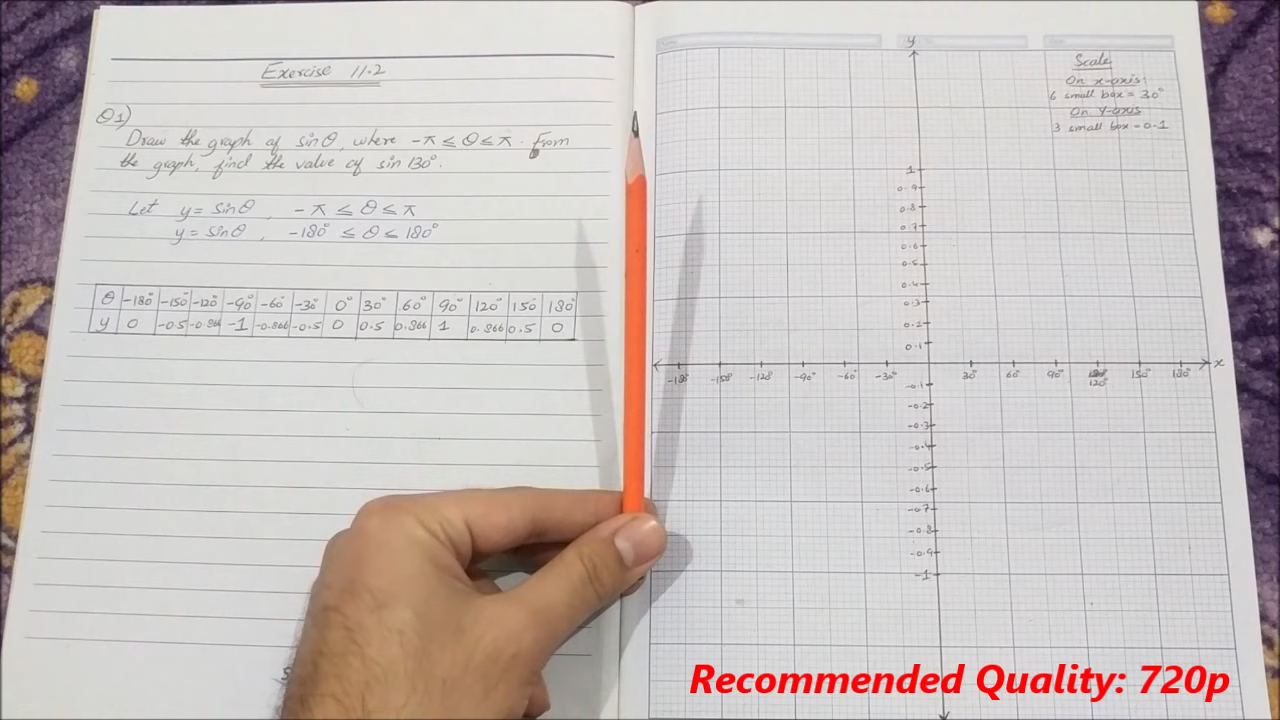 Exercise 11.2
Q1)
Draw the graph of sinθ, where -π ≤ θ ≤ π. From
the graph, find the value of sin 130°.
Let y = sinθ , -π ≤ θ ≤ π
y = sinθ , -180° ≤ θ ≤ 180°
θ -180° -150° -120° -90° -60° -30° 0° 30° 60° 90° 120° 150° 180°
y 0 -0.5 -0.866 -1 -0.866 -0.5 0 0.5 0.866 1 0.866 0.5 0
y
Scale
On x-axis:
6 small box = 30°
On Y-axis
3 small box = 0.1
1
0.9
0.8
0.7
0.6
0.5
0.4
0.3
0.2
0.1
-180° -150° -120° -90° -60° -30° 30° 60° 90° 120° 150° 180° x
-0.1
-0.2
-0.3
-0.4
-0.5
-0.6
-0.7
-0.8
-0.9
-1
Recommended Quality: 720p